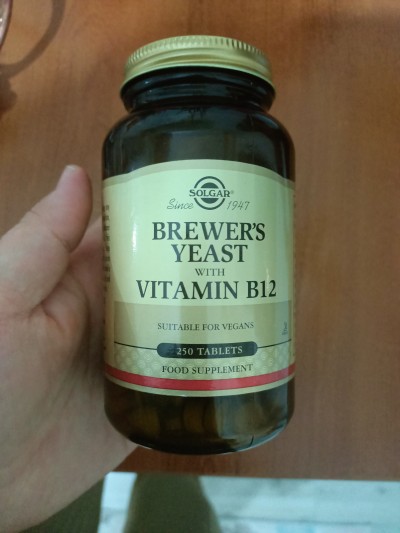 SOLGAR®
Since 1947
BREWER'S
YEAST
WITH
VITAMIN B12
SUITABLE FOR VEGANS
250 TABLETS
FOOD SUPPLEMENT